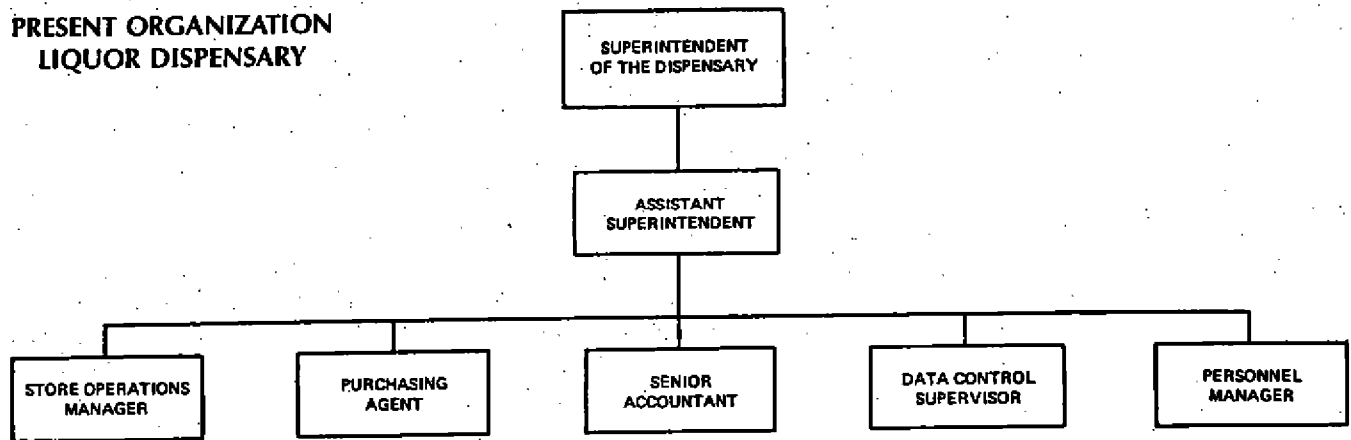 PRESENT ORGANIZATION
LIQUOR DISPENSARY
SUPERINTENDENT
OF THE DISPENSARY
ASSISTANT
SUPERINTENDENT
STORE OPERATIONS
MANAGER
PURCHASING
AGENT
SENIOR
ACCOUNTANT
DATA CONTROL
SUPERVISOR
PERSONNEL
MANAGER